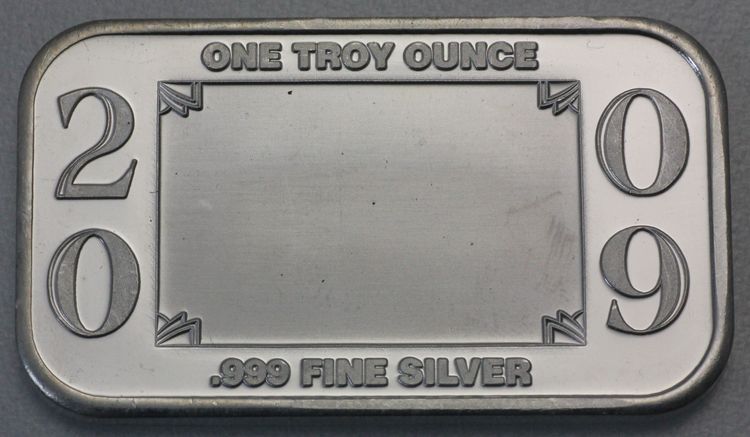 ONE TROY OUNCE
2 0
0 9
.999 FINE SILVER